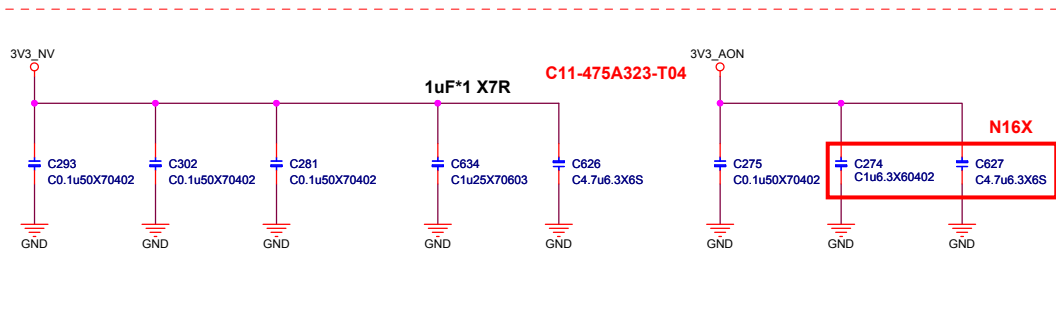 3V3_NV
1uF*1 X7R
C11-475A323-T04
3V3_AON
N16X
C293
C0.1u50X70402
C302
C0.1u50X70402
C281
C0.1u50X70402
C634
C1u25X70603
C626
C4.7u6.3X6S
C275
C0.1u50X70402
C274
C1u6.3X60402
C627
C4.7u6.3X6S
GND
GND
GND
GND
GND
GND
GND
GND